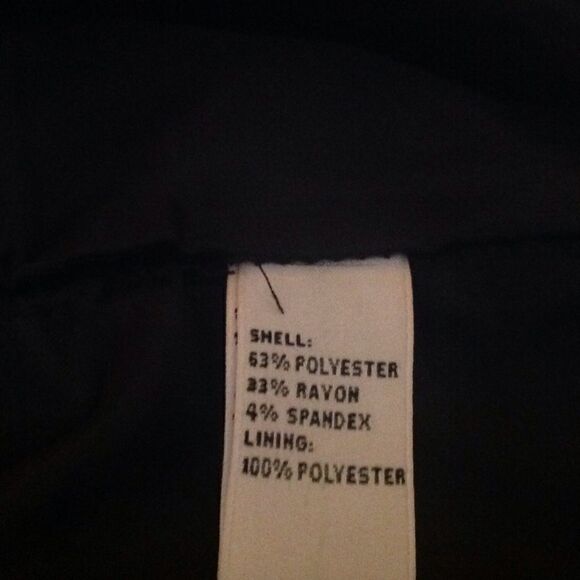 SHELL:
63% POLYESTER
33% RAYON
4% SPANDEX
LINING:
100% POLYESTER